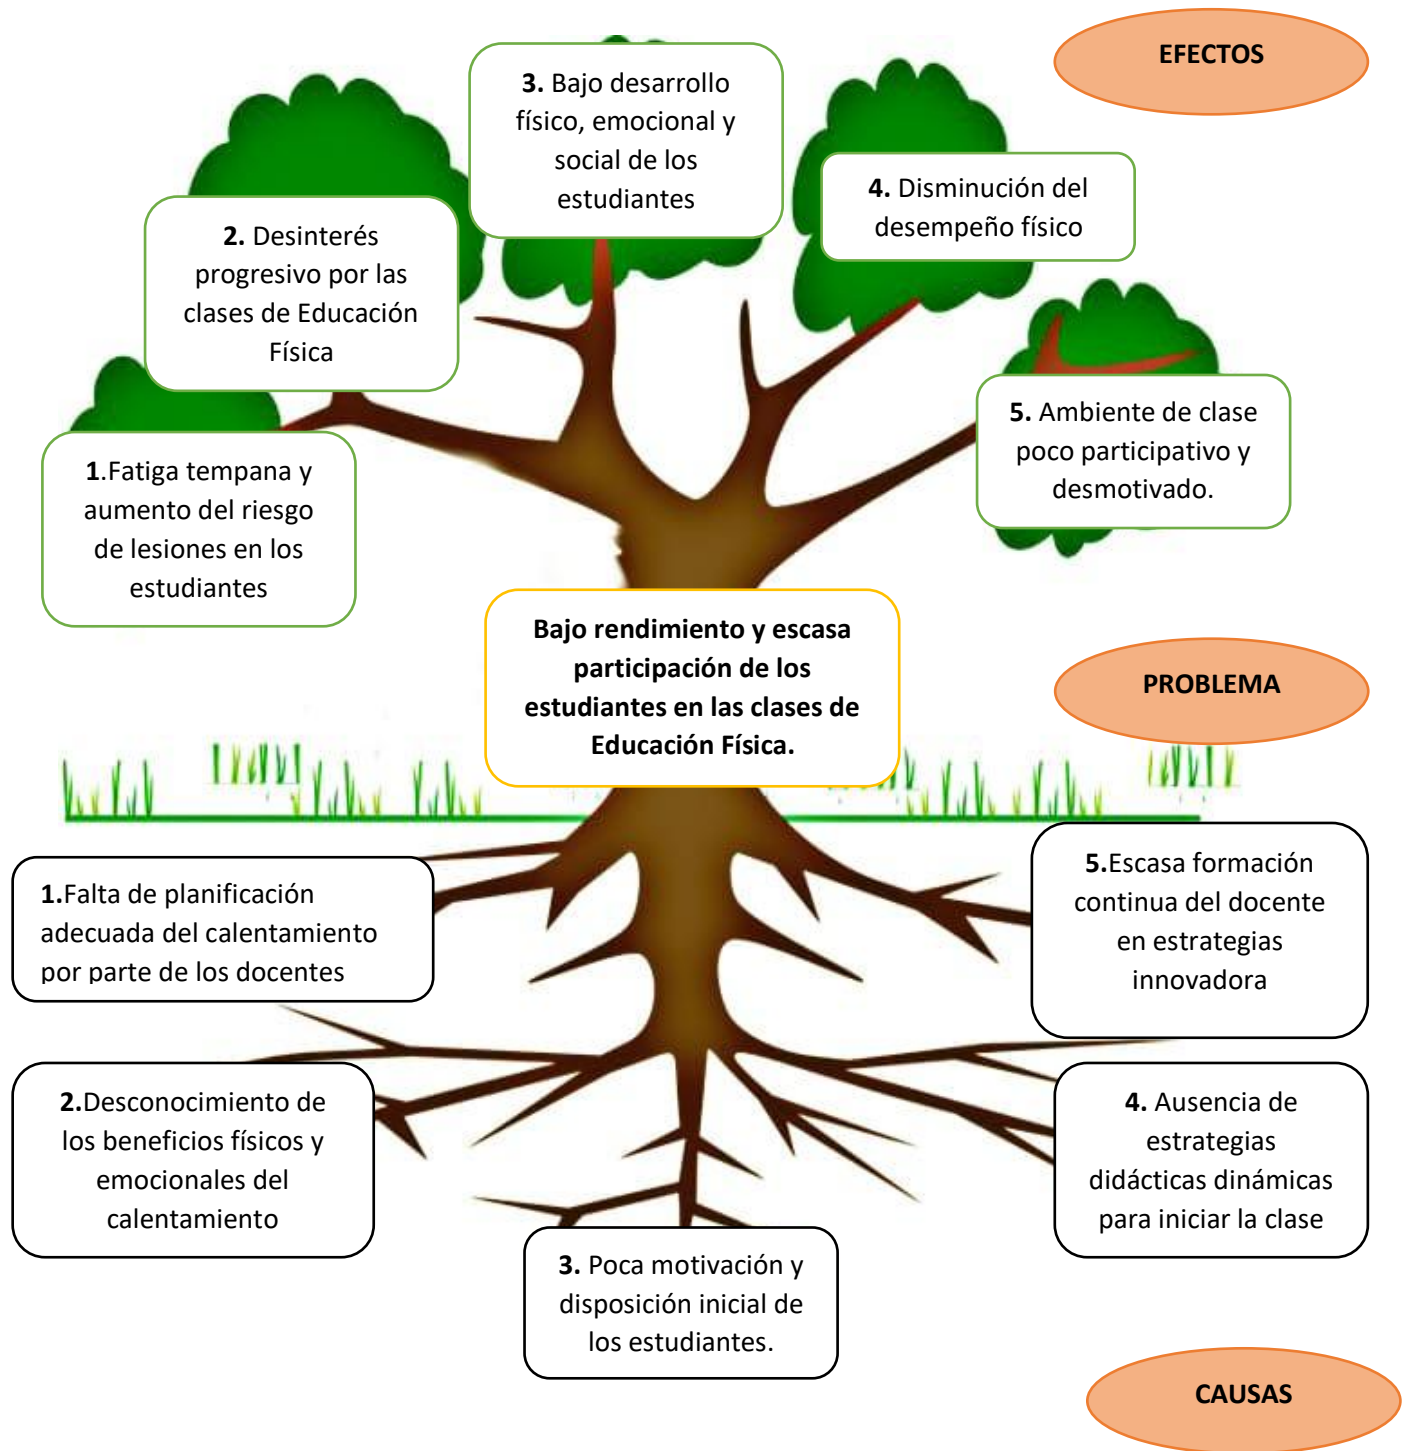 EFECTOS
3. Bajo desarrollo
físico, emocional y
social de los
estudiantes
4. Disminución del
desempeño físico
2. Desinterés
progresivo por las
clases de Educación
Física
5. Ambiente de clase
poco participativo y
desmotivado.
1.Fatiga tempana y
aumento del riesgo
de lesiones en los
estudiantes
Bajo rendimiento y escasa
participación de los
estudiantes en las clases de
Educación Física.
PROBLEMA
1.Falta de planificación
adecuada del calentamiento
por parte de los docentes
5.Escasa formación
continua del docente
en estrategias
innovadora
2.Desconocimiento de
los beneficios físicos y
emocionales del
calentamiento
4. Ausencia de
estrategias
didácticas dinámicas
para iniciar la clase
3. Poca motivación y
disposición inicial de
los estudiantes.
CAUSAS